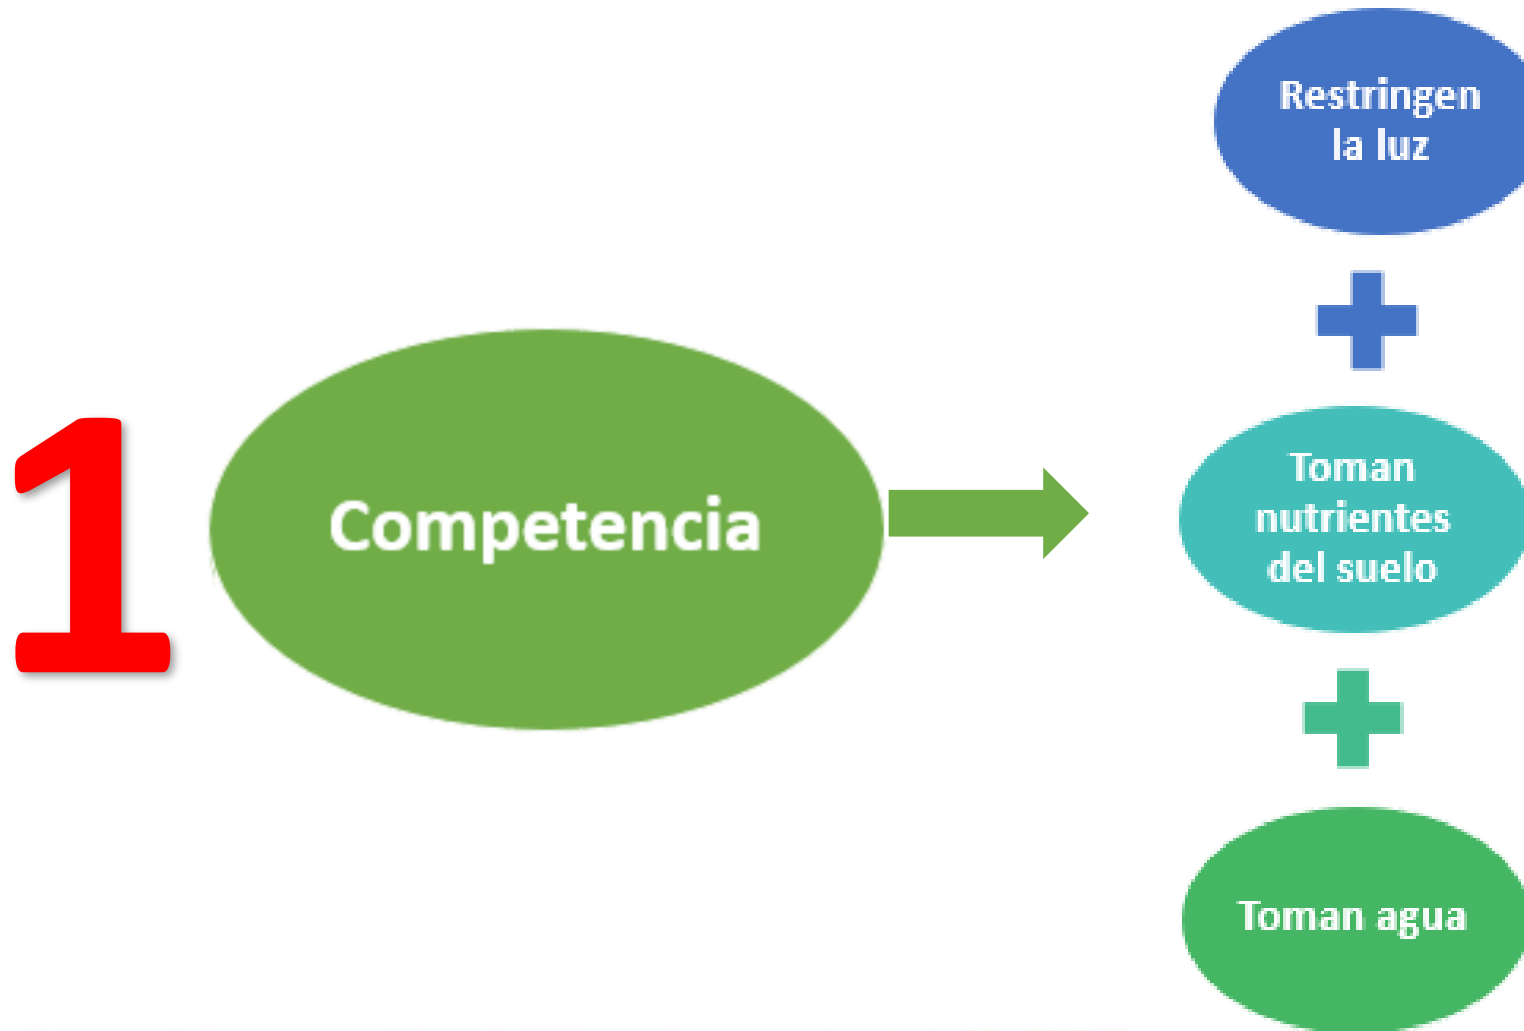 1
Competencia
Restringen
la luz
Toman
nutrientes
del suelo
Toman agua